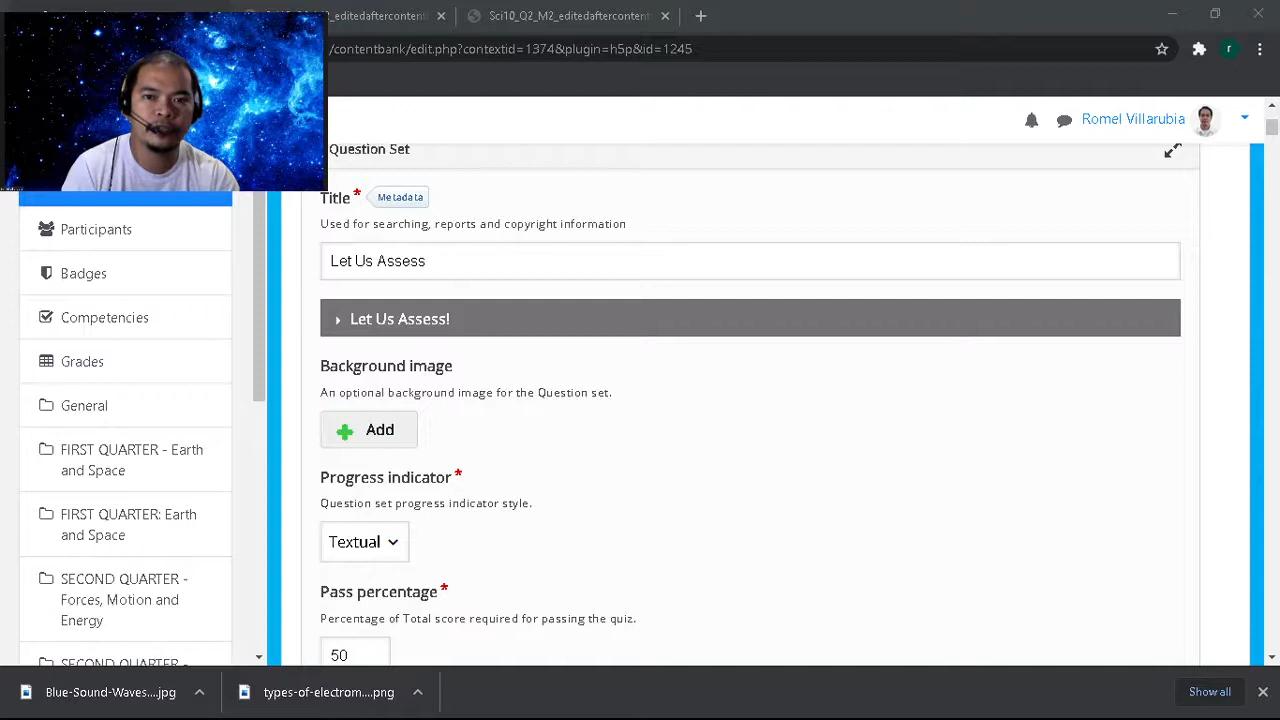 _editedaftercontenti
Sci10_Q2_M2_editedaftercontenti
/contentbank/edit.php?contextid=1374&plugin=h5p&id=1245
r
Romel Villarubia
Question Set
Title* Metadata
Used for searching, reports and copyright information
Let Us Assess
Let Us Assess!
Background image
An optional background image for the Question set.
Add
Progress indicator*
Question set progress indicator style.
Textual
Pass percentage*
Percentage of Total score required for passing the quiz.
50
Participants
Badges
Competencies
Grades
General
FIRST QUARTER - Earth
and Space
FIRST QUARTER: Earth
and Space
SECOND QUARTER -
Forces, Motion and
Energy
SECOND QUARTER -
Blue-Sound-Waves....jpg
types-of-electrom....png
Show all